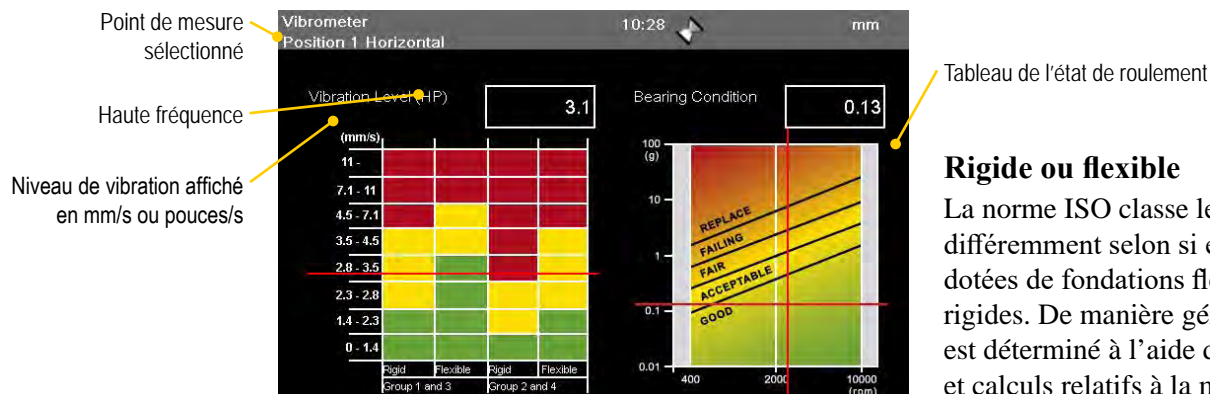 Point de mesure
sélectionné
Haute fréquence
Niveau de vibration affiché
en mm/s ou pouces/s
Vibrometer
Position 1 Horizontal
10:28
mm
Vibration Level (HP)
3.1
Bearing Condition
0.13
(mm/s)
11 -
7.1 - 11
4.5 - 7.1
3.5 - 4.5
2.8 - 3.5
2.3 - 2.8
1.4 - 2.3
0 - 1.4
Rigid Flexible Rigid Flexible
Group 1 and 3 Group 2 and 4
100
(g)
10
1
0.1
0.01
REPLACE
FAILING
FAIR
ACCEPTABLE
GOOD
400 2000 10000
(rpm)
Tableau de l’état de roulement
Rigide ou flexible
La norme ISO classe le
différemment selon si e
dotées de fondations fle
rigides. De manière gé
est déterminé à l’aide d
et calculs relatifs à la n